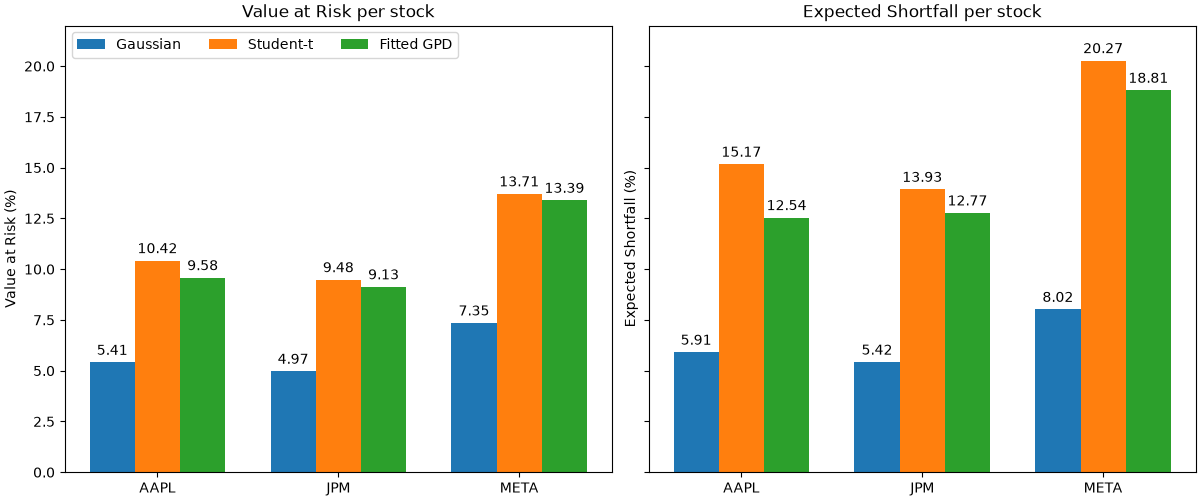 Value at Risk per stock
Gaussian Student-t Fitted GPD
Value at Risk (%)
20.0
17.5
15.0
12.5
10.0
7.5
5.0
2.5
0.0
5.41 10.42 9.58
4.97 9.48 9.13
7.35 13.71 13.39
AAPL JPM META
Expected Shortfall per stock
Expected Shortfall (%)
5.91 15.17 12.54
5.42 13.93 12.77
8.02 20.27 18.81
AAPL JPM META